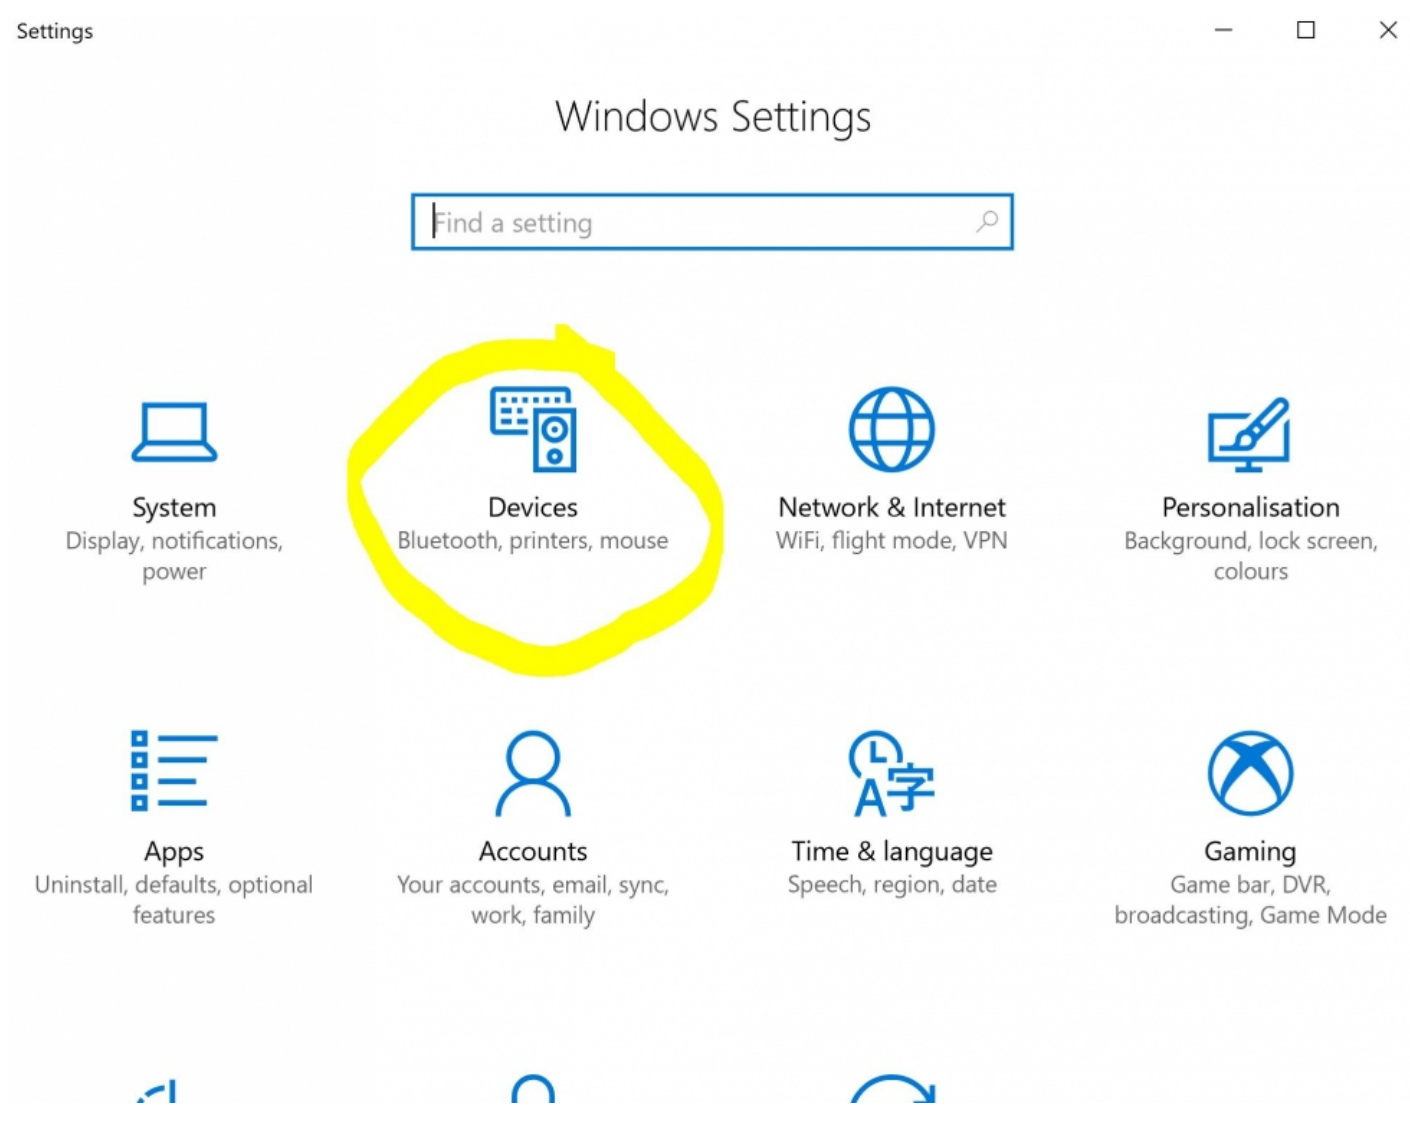 Settings
Windows Settings
Find a setting
System
Display, notifications,
power
Devices
Bluetooth, printers, mouse
Network & Internet
WiFi, flight mode, VPN
Personalisation
Background, lock screen,
colours
Apps
Uninstall, defaults, optional
features
Accounts
Your accounts, email, sync,
work, family
Time & language
Speech, region, date
Gaming
Game bar, DVR,
broadcasting, Game Mode